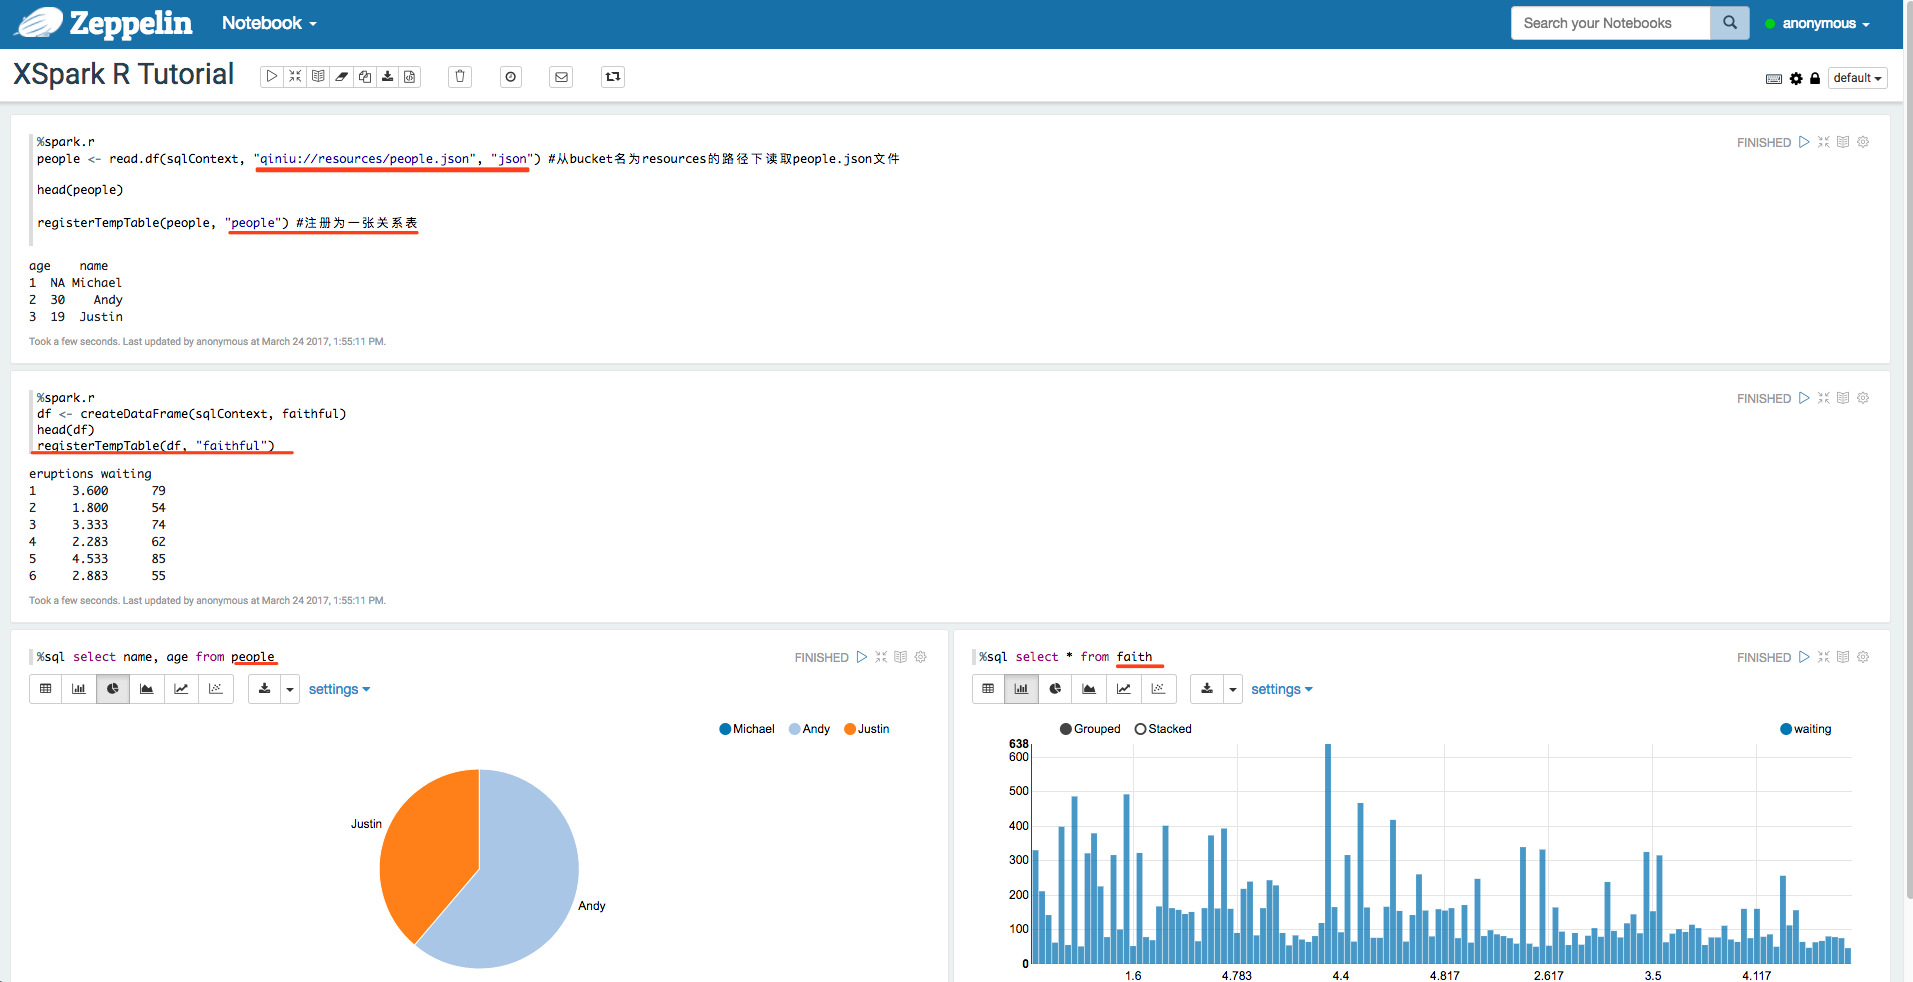 Zeppelin Notebook Search your Notebooks anonymous
XSpark R Tutorial default
%spark.r FINISHED
people <- read.df(sqlContext, "qiniu://resources/people.json", "json") #从bucket名为resources的路径下读取people.json文件
head(people)
registerTempTable(people, "people") #注册为一张关系表
age name
1 NA Michael
2 30 Andy
3 19 Justin
Took a few seconds. Last updated by anonymous at March 24 2017, 1:55:11 PM.
%spark.r FINISHED
df <- createDataFrame(sqlContext, faithful)
head(df)
registerTempTable(df, "faithful")
eruptions waiting
1 3.600 79
2 1.800 54
3 3.333 74
4 2.283 62
5 4.533 85
6 2.883 55
Took a few seconds. Last updated by anonymous at March 24 2017, 1:55:11 PM.
%sql select name, age from people FINISHED
settings
Michael Andy Justin
Justin
Andy
%sql select * from faith FINISHED
settings
Grouped Stacked waiting
638
600
500
400
300
200
100
0
1.6 4.783 4.4 4.817 2.617 3.5 4.117